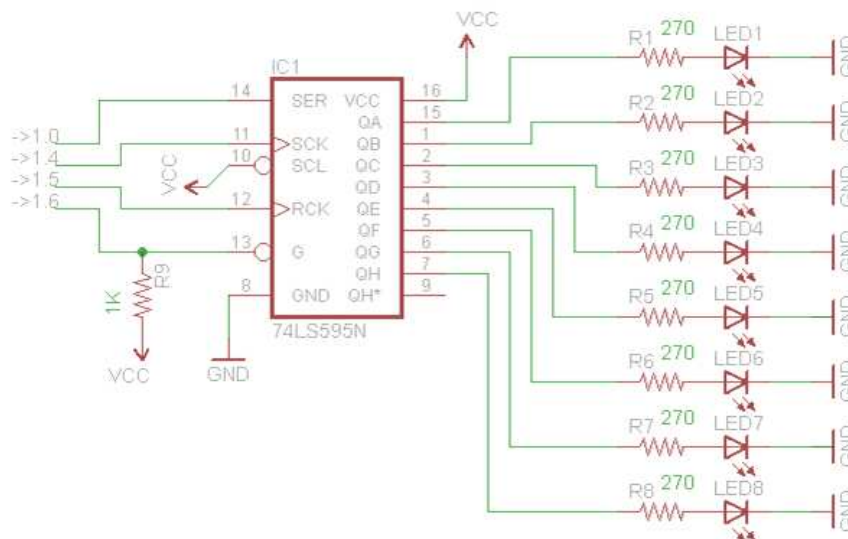 VCC
IC1
14 SER VCC 16
QA 15
->1.0
11 SCK QB 1
->1.4
10 SCL QC 2
VCC
->1.5
QD 3
12 RCK QE 4
->1.6
QF 5
13 G QG 6
QH 7
8 GND QH* 9
74LS595N
R9
1K
VCC
GND
R1 270 LED1 GND
R2 270 LED2 GND
R3 270 LED3 GND
R4 270 LED4 GND
R5 270 LED5 GND
R6 270 LED6 GND
R7 270 LED7 GND
R8 270 LED8 GND